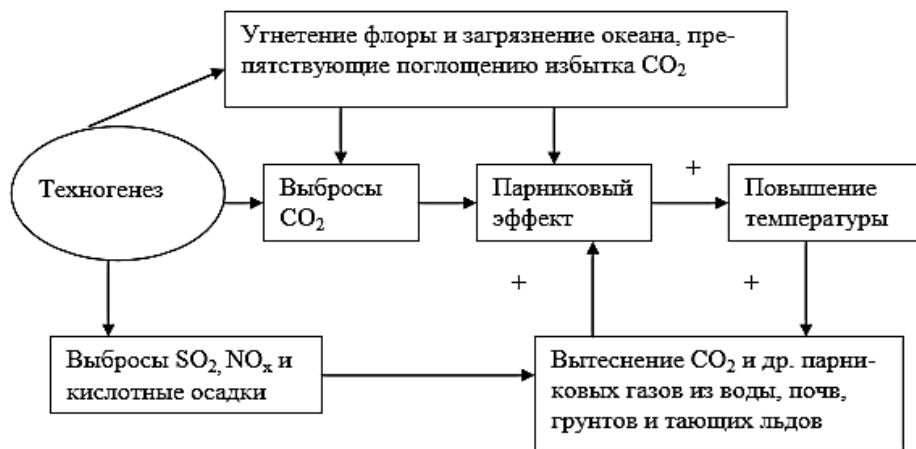 Угнетение флоры и загрязнение океана, пре-
пятствующие поглощению избытка CO₂
Техногенез
Выбросы
CO₂
Парниковый
эффект
+
Повышение
температуры
+
+
Выбросы SO₂, NOₓ и
кислотные осадки
Вытеснение CO₂ и др. парни-
ковых газов из воды, почв,
грунтов и тающих льдов